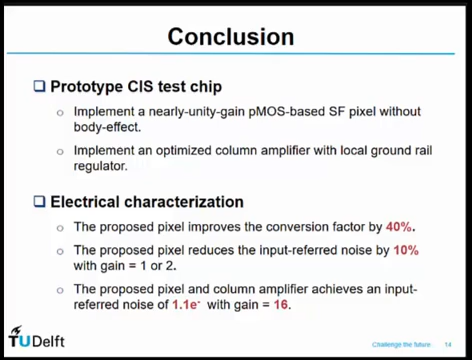 Conclusion
Prototype CIS test chip
Implement a nearly-unity-gain pMOS-based SF pixel without
body-effect.
Implement an optimized column amplifier with local ground rail
regulator.
Electrical characterization
The proposed pixel improves the conversion factor by 40%.
The proposed pixel reduces the input-referred noise by 10%
with gain = 1 or 2.
The proposed pixel and column amplifier achieves an input-
referred noise of 1.1e⁻ with gain = 16.
TUDelft
Challenge the future
14